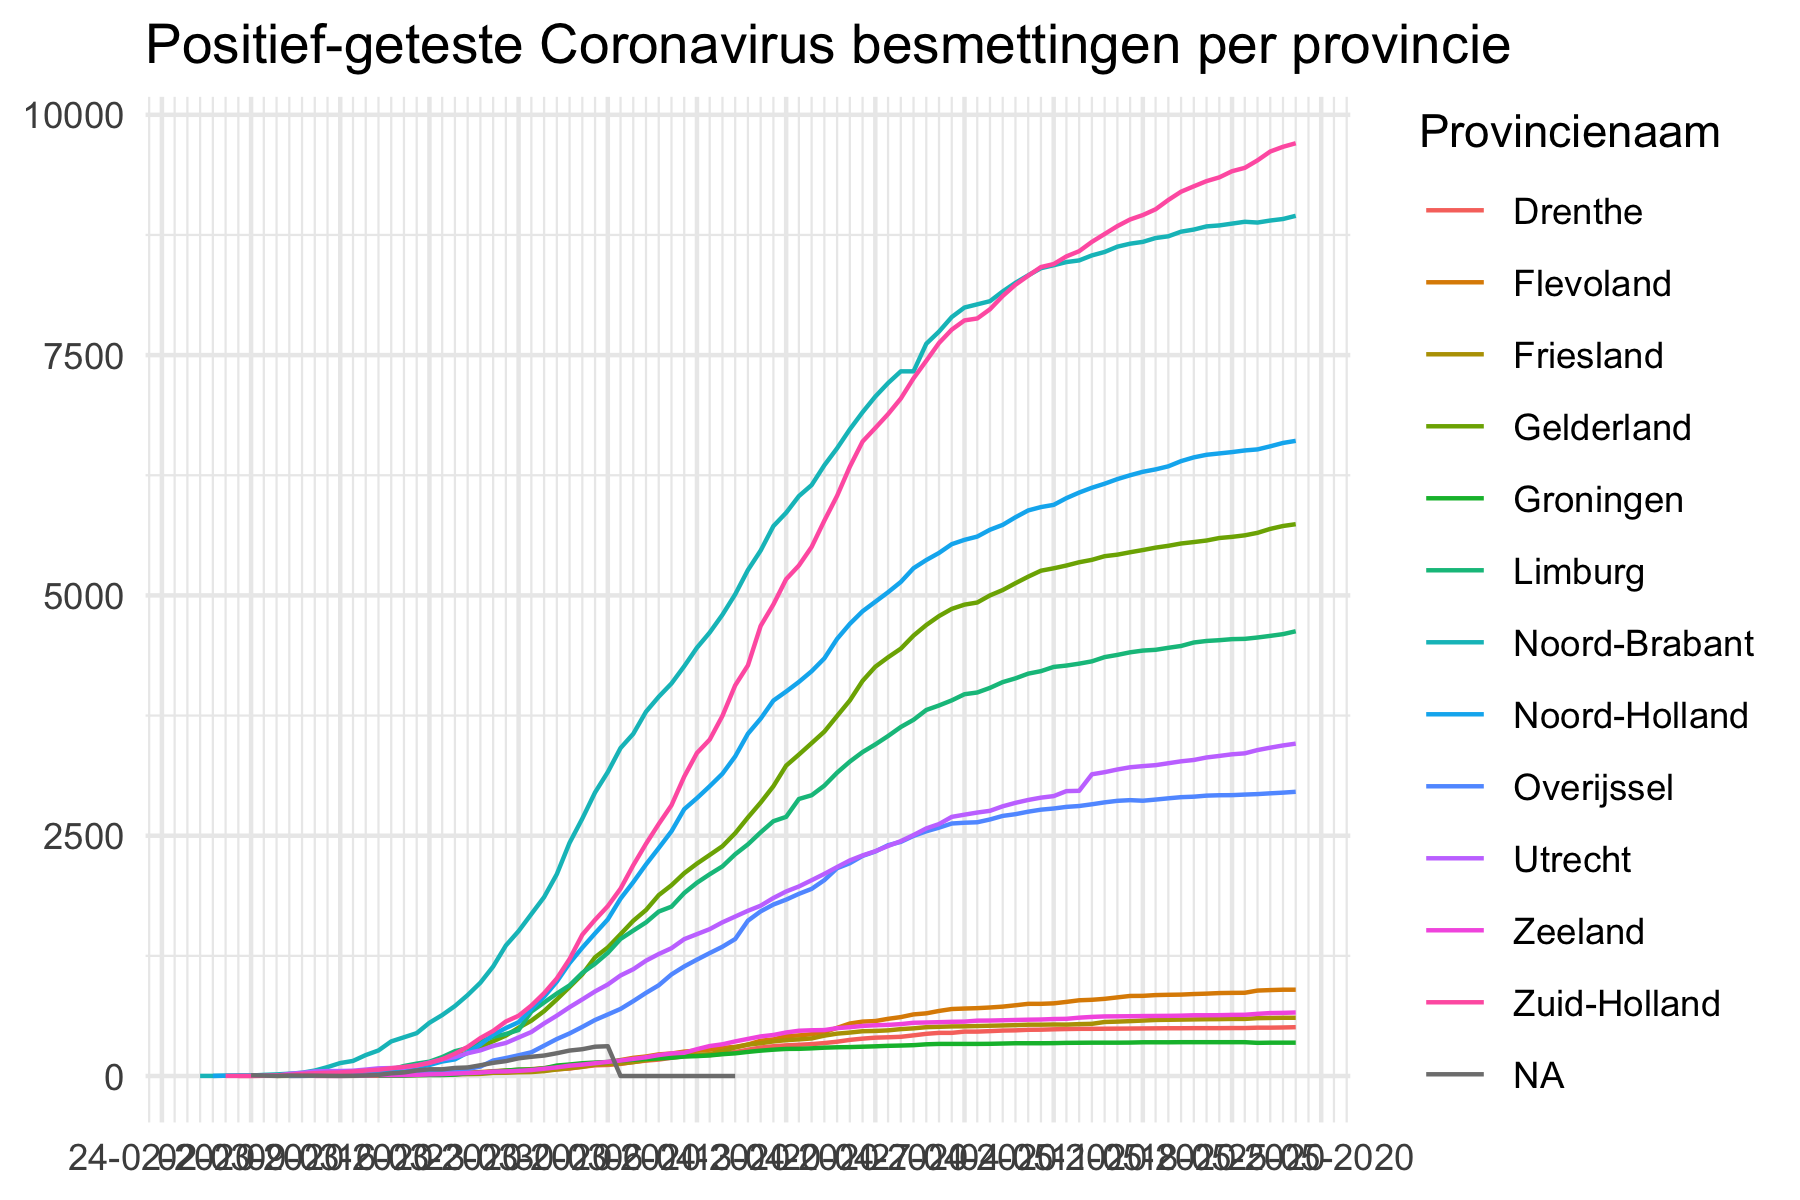 Positief-geteste Coronavirus besmettingen per provincie
10000
7500
5000
2500
0
Provincienaam
Drenthe
Flevoland
Friesland
Gelderland
Groningen
Limburg
Noord-Brabant
Noord-Holland
Overijssel
Utrecht
Zeeland
Zuid-Holland
NA